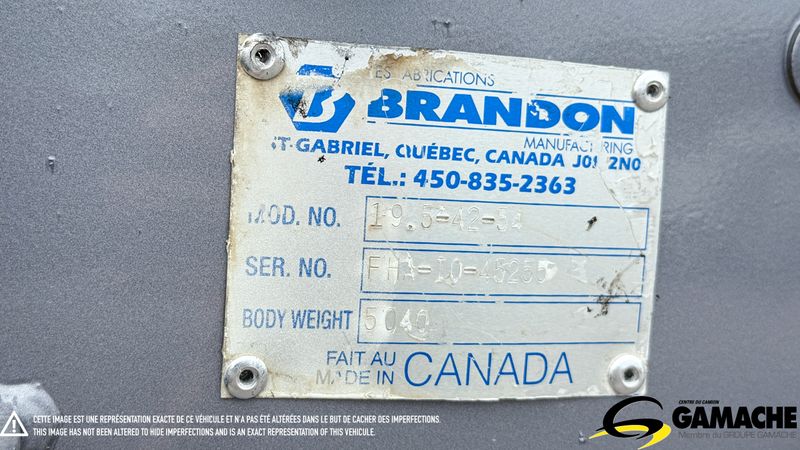 LES FABRICATIONS
BRANDON
MANUFACTURING
ST-GABRIEL, QUÉBEC, CANADA 2N0
TÉL.: 450-835-2363
MOD. NO. 19.5-42-54
SER. NO.
BODY WEIGHT 5040
FAIT AU
MADE IN CANADA
CETTE IMAGE EST UNE REPRÉSENTATION EXACTE DE CE VÉHICULE ET N'A PAS ÉTÉ ALTÉRÉES DANS LE BUT DE CACHER DES IMPERFECTIONS.
THIS IMAGE HAS NOT BEEN ALTERED TO HIDE IMPERFECTIONS AND IS AN EXACT REPRESENTATION OF THIS VEHICLE.
CENTRE DU CAMION
GAMACHE
Membre du GROUPE GAMACHE